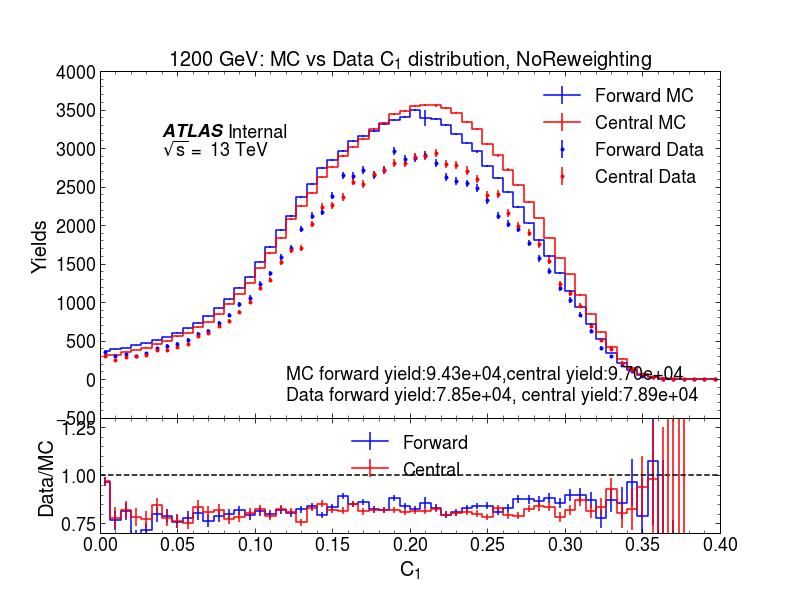 1200 GeV: MC vs Data C₁ distribution, NoReweighting
4000
3500
3000
2500
2000
1500
1000
500
0
−500
Yields
ATLAS Internal
√s = 13 TeV
Forward MC
Central MC
Forward Data
Central Data
MC forward yield:9.43e+04,central yield:9.70e+04
Data forward yield:7.85e+04, central yield:7.89e+04
1.25
1.00
0.75
Data/MC
Forward
Central
0.00 0.05 0.10 0.15 0.20 0.25 0.30 0.35 0.40
C₁